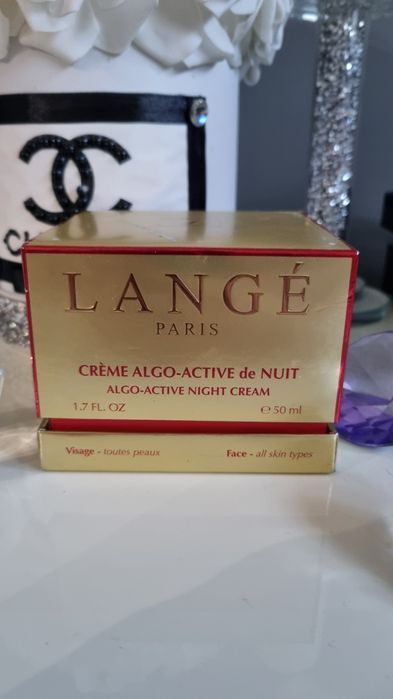 LANGÉ
PARIS
CRÈME ALGO-ACTIVE de NUIT
ALGO-ACTIVE NIGHT CREAM
1.7 FL. OZ ℮ 50 ml
Visage - toutes peaux Face - all skin types